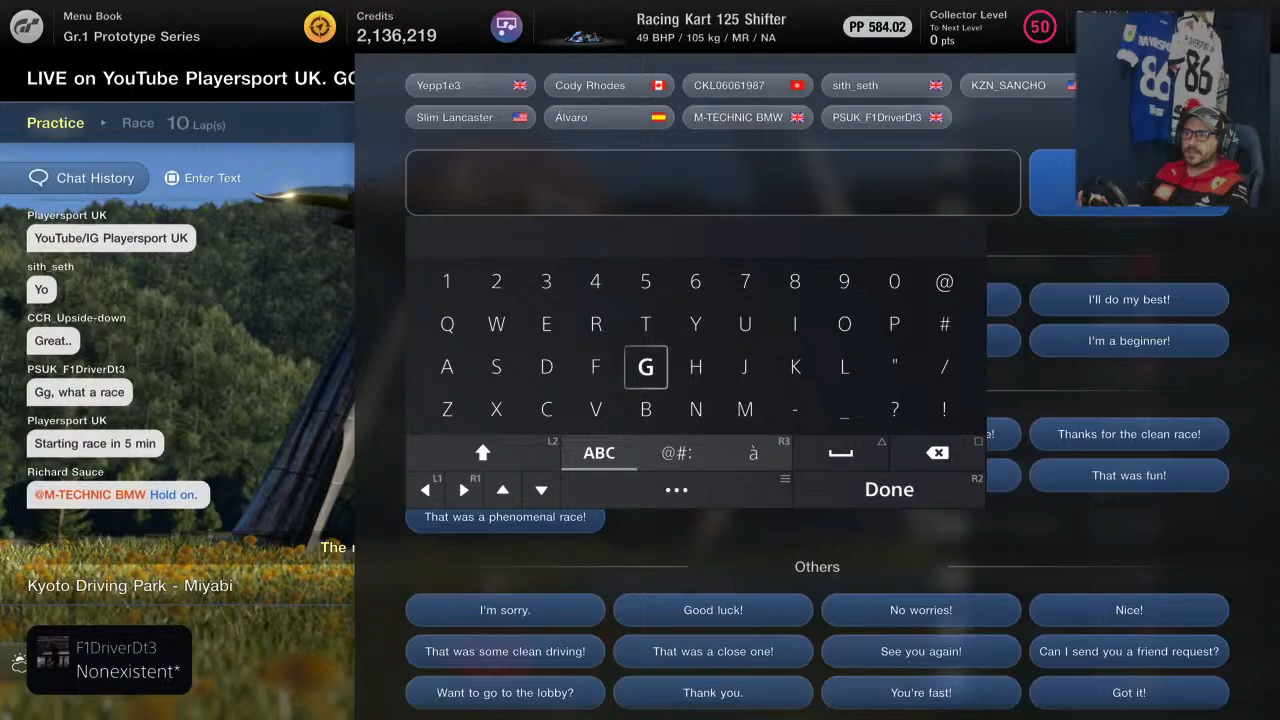 Menu Book
Gr.1 Prototype Series
Credits
2,136,219
Racing Kart 125 Shifter
49 BHP / 105 kg / MR / NA
PP 584.02
Collector Level
To Next Level
0 pts
50
LIVE on YouTube Playersport UK. GO
Practice
Race 10 Lap(s)
Chat History
Enter Text
Playersport UK
YouTube/IG Playersport UK
sith_seth
Yo
CCR_Upside-down
Great..
PSUK_F1DriverDt3
Gg, what a race
Playersport UK
Starting race in 5 min
Richard Sauce
@M-TECHNIC BMW Hold on.
Kyoto Driving Park - Miyabi
F1DriverDt3
Nonexistent*
Yepp1e3
Cody Rhodes
CKL06061987
sith_seth
KZN_SANCHO
Slim Lancaster
Álvaro
M-TECHNIC BMW
PSUK_F1DriverDt3
86
86
1 2 3 4 5 6 7 8 9 0 @
Q W E R T Y U I O P #
A S D F G H J K L " /
Z X C V B N M - _ ? !
L2
ABC
@#:
à
R3
L1
R1
•••
Done
R2
I'll do my best!
I'm a beginner!
Thanks for the clean race!
That was fun!
That was a phenomenal race!
Others
I'm sorry.
Good luck!
No worries!
Nice!
That was some clean driving!
That was a close one!
See you again!
Can I send you a friend request?
Want to go to the lobby?
Thank you.
You're fast!
Got it!